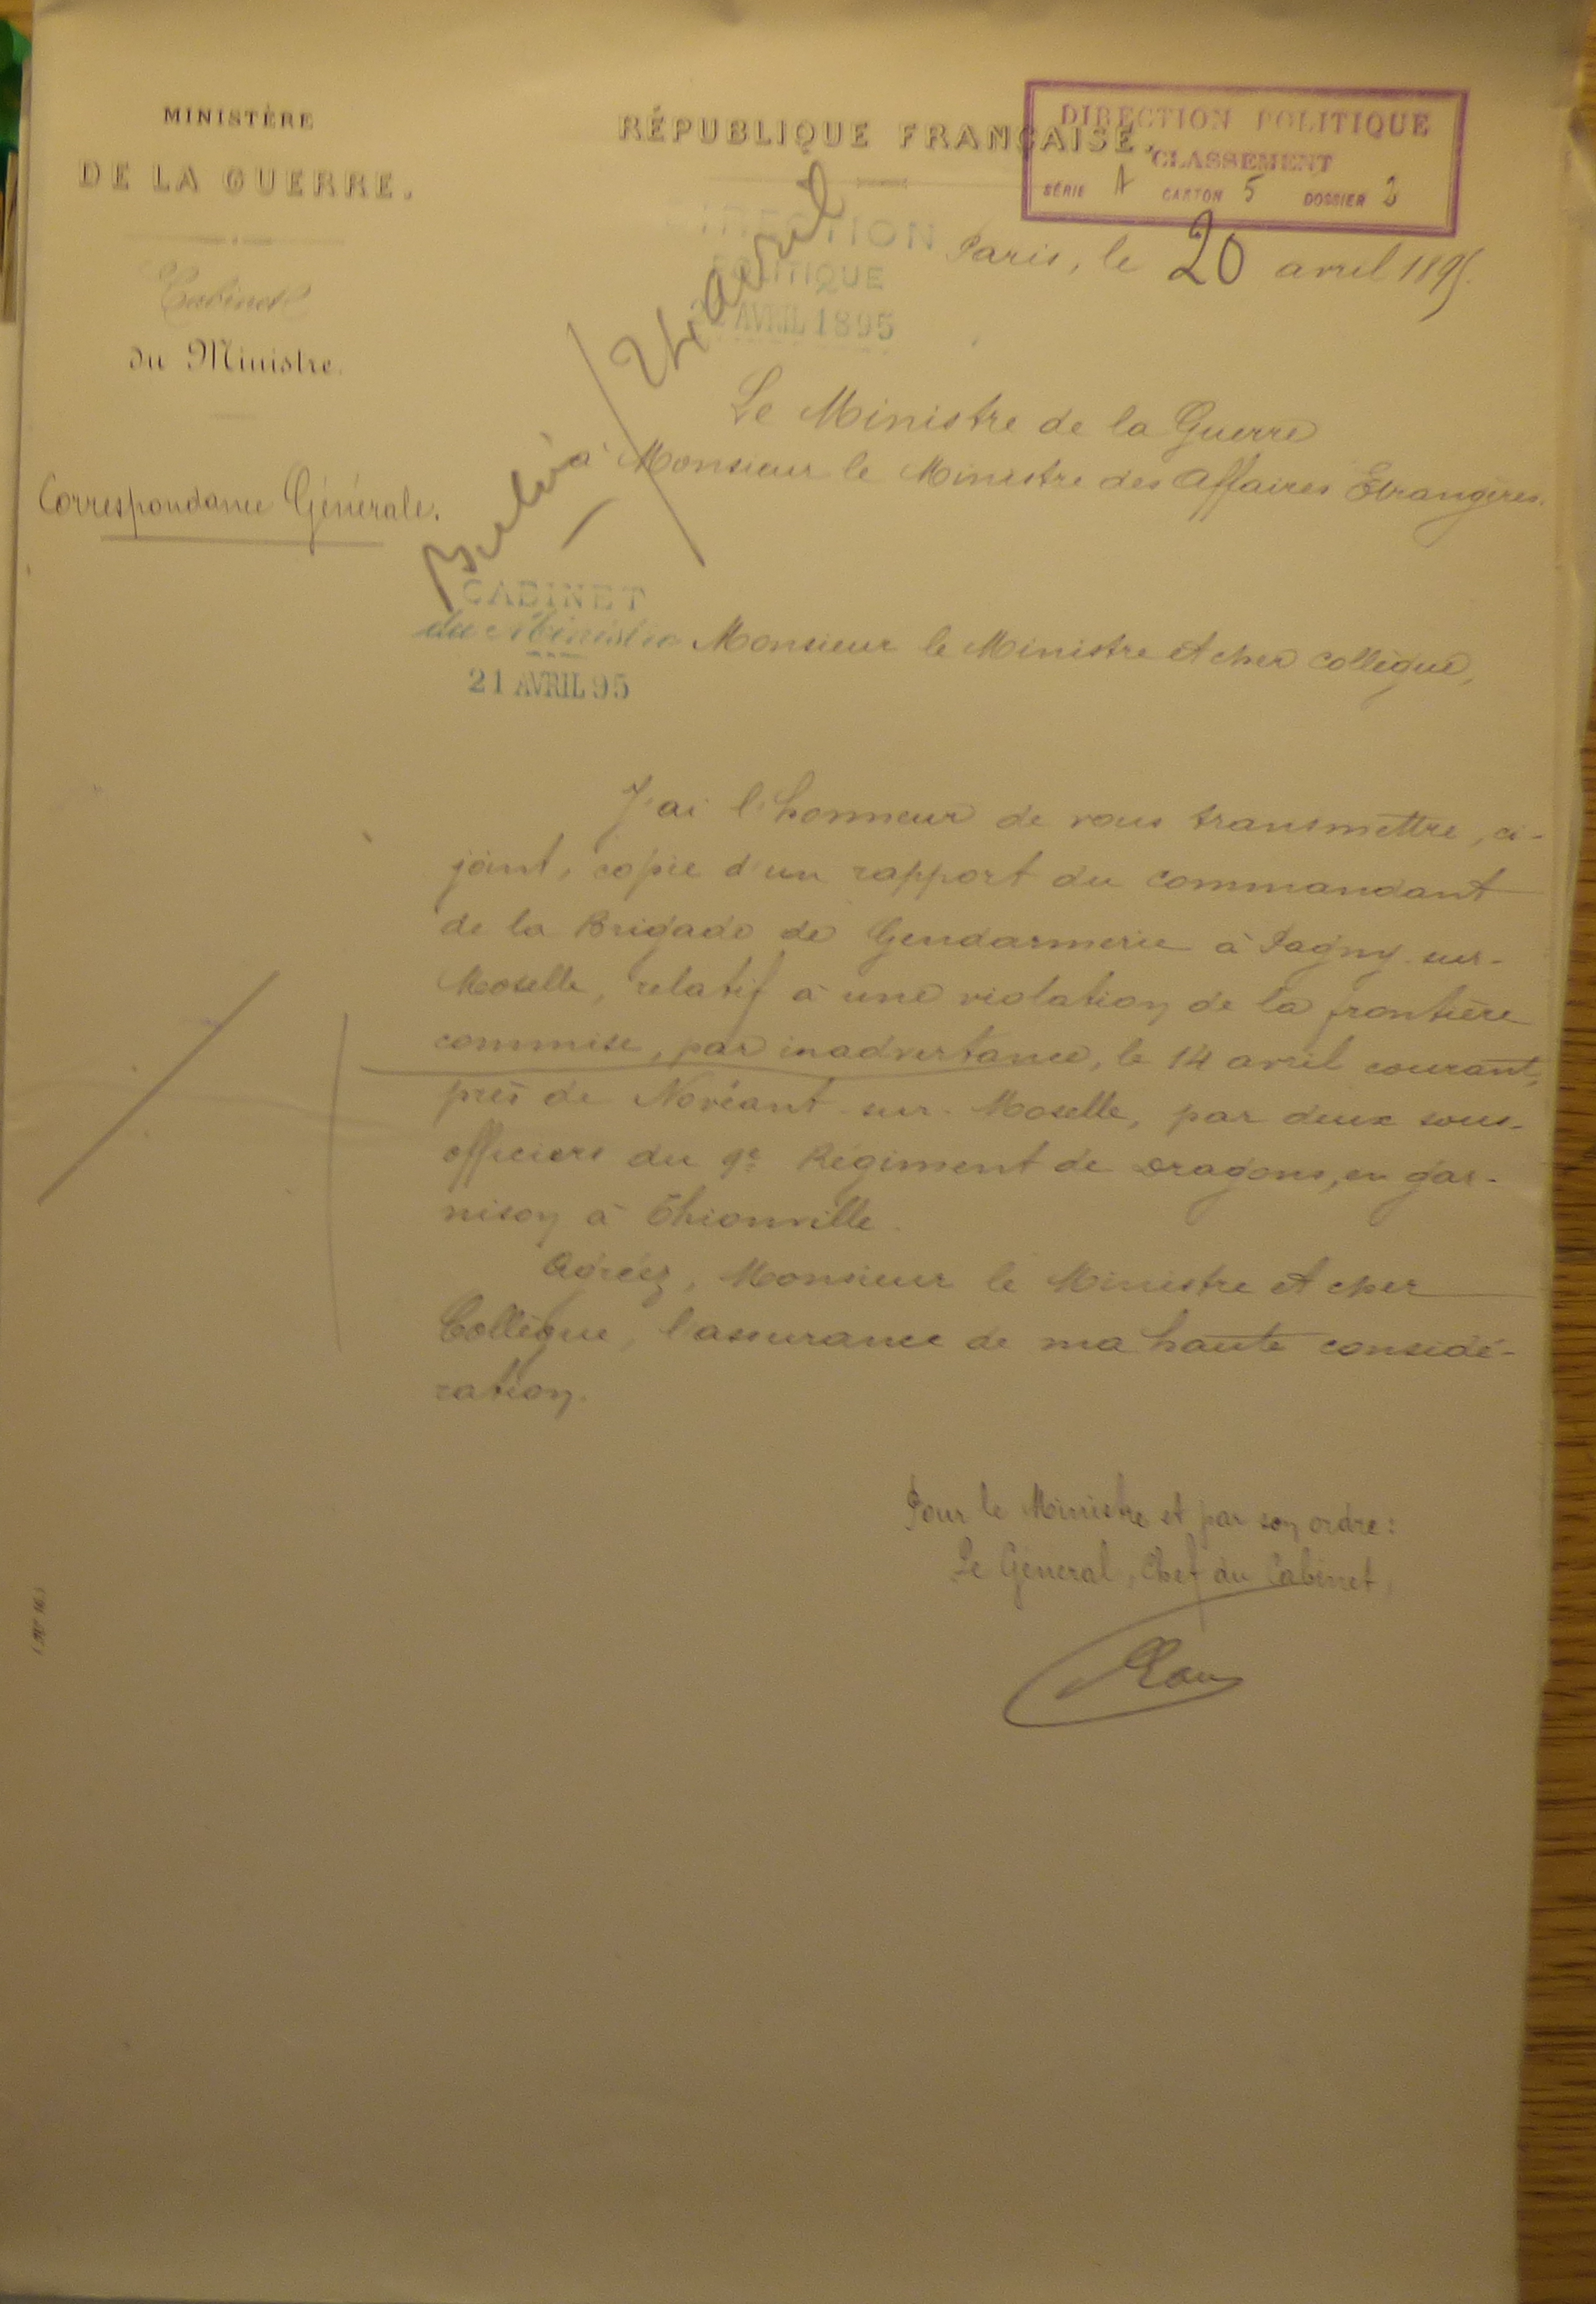 MINISTÈRE
DE LA GUERRE.
Cabinet
du Ministre.
Correspondance Générale.
RÉPUBLIQUE FRANÇAISE.
DIRECTION POLITIQUE
CLASSEMENT
SÉRIE A CARTON 5 DOSSIER
DIRECTION
POLITIQUE
AVRIL 1895
Paris, le 20 avril 1895.
24 avril
Berlin
Le Ministre de la Guerre
à Monsieur le Ministre des Affaires Etrangères.
CABINET
du Ministre
21 AVRIL 95
Monsieur le Ministre et cher collègue,
J'ai l'honneur de vous transmettre, ci-
joint, copie d'un rapport du commandant
de la Brigade de Gendarmerie à Pagny-sur-
Moselle, relatif à une violation de la frontière
commise, par inadvertance, le 14 avril courant,
près de Novéant-sur-Moselle, par deux sous-
officiers du 9e Régiment de Dragons, en gar-
nison à Thionville.
Agréez, Monsieur le Ministre et cher
Collègue, l'assurance de ma haute considé-
ration.
Pour le Ministre et par son ordre:
Le Général, Chef du Cabinet,